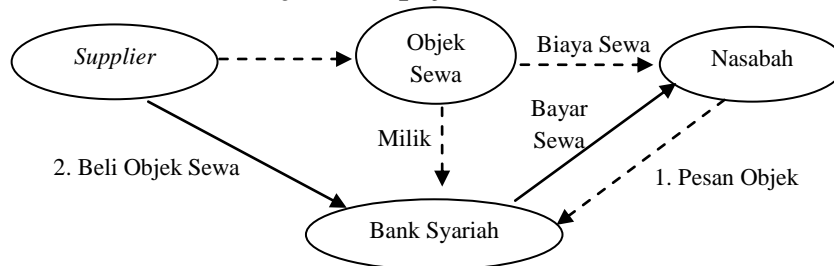 Supplier
Objek
Sewa
Biaya Sewa
Nasabah
Milik
Bayar
Sewa
2. Beli Objek Sewa
1. Pesan Objek
Bank Syariah